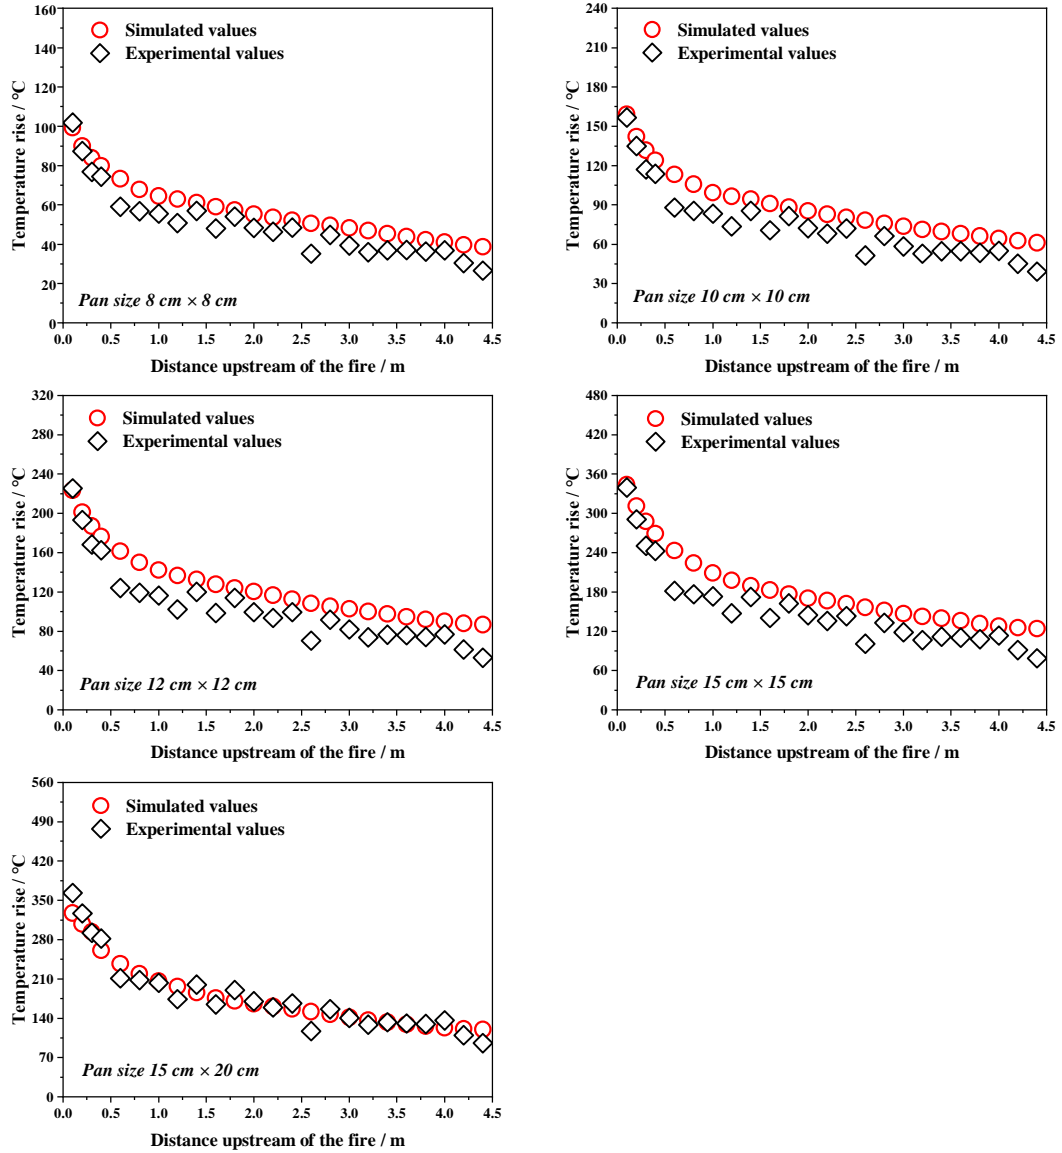 160
140
120
100
80
60
40
20
0
Temperature rise / °C
Simulated values
Experimental values
Pan size 8 cm × 8 cm
0.0 0.5 1.0 1.5 2.0 2.5 3.0 3.5 4.0 4.5
Distance upstream of the fire / m
240
210
180
150
120
90
60
30
0
Temperature rise / °C
Simulated values
Experimental values
Pan size 10 cm × 10 cm
0.0 0.5 1.0 1.5 2.0 2.5 3.0 3.5 4.0 4.5
Distance upstream of the fire / m
320
280
240
200
160
120
80
40
0
Temperature rise / °C
Simulated values
Experimental values
Pan size 12 cm × 12 cm
0.0 0.5 1.0 1.5 2.0 2.5 3.0 3.5 4.0 4.5
Distance upstream of the fire / m
480
420
360
300
240
180
120
60
0
Temperature rise / °C
Simulated values
Experimental values
Pan size 15 cm × 15 cm
0.0 0.5 1.0 1.5 2.0 2.5 3.0 3.5 4.0 4.5
Distance upstream of the fire / m
560
490
420
350
280
210
140
70
0
Temperature rise / °C
Simulated values
Experimental values
Pan size 15 cm × 20 cm
0.0 0.5 1.0 1.5 2.0 2.5 3.0 3.5 4.0 4.5
Distance upstream of the fire / m